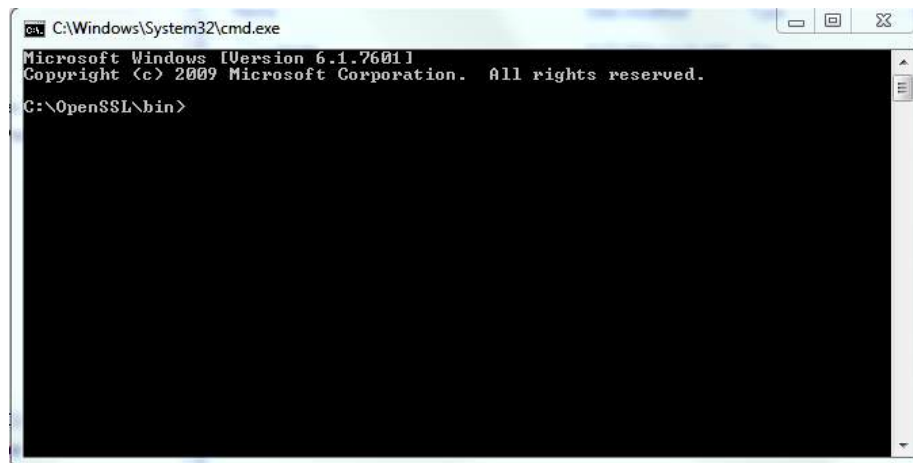 C:\Windows\System32\cmd.exe
Microsoft Windows [Version 6.1.7601]
Copyright (c) 2009 Microsoft Corporation.  All rights reserved.
C:\OpenSSL\bin>